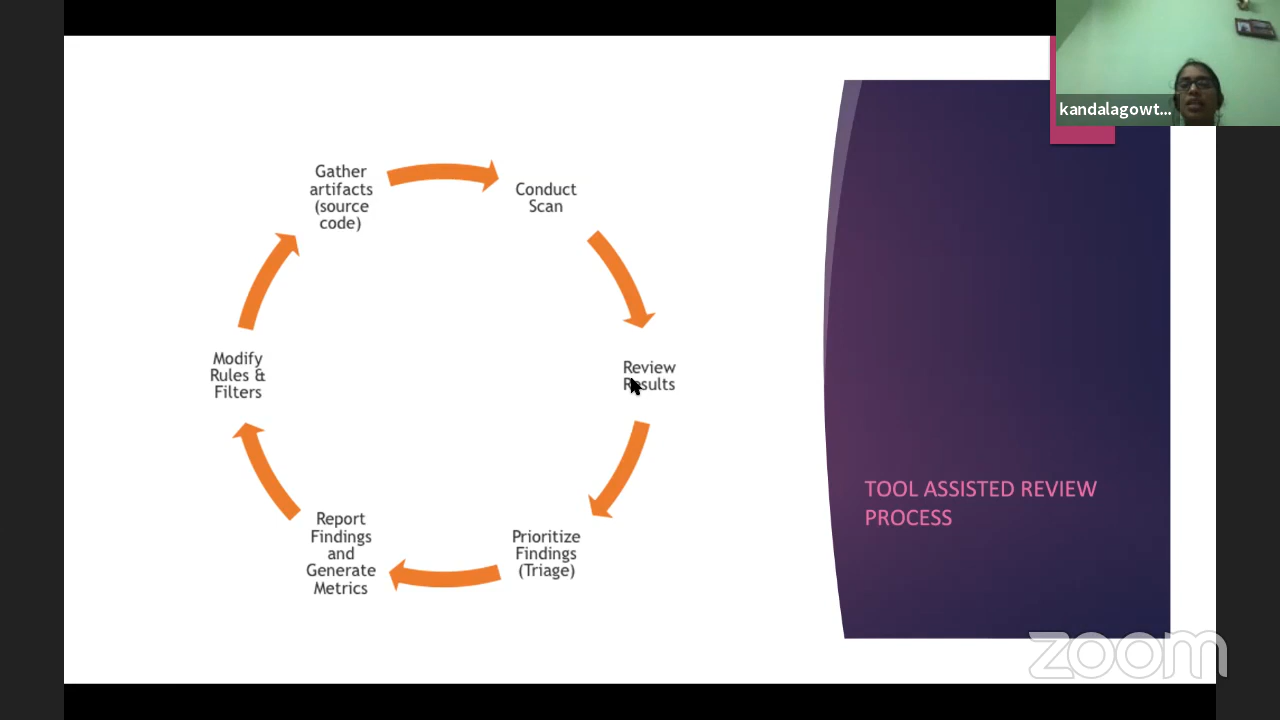 kandalagowt...
Gather
artifacts
(source
code)
Conduct
Scan
Review
Results
Prioritize
Findings
(Triage)
Report
Findings
and
Generate
Metrics
Modify
Rules &
Filters
TOOL ASSISTED REVIEW
PROCESS
zoom